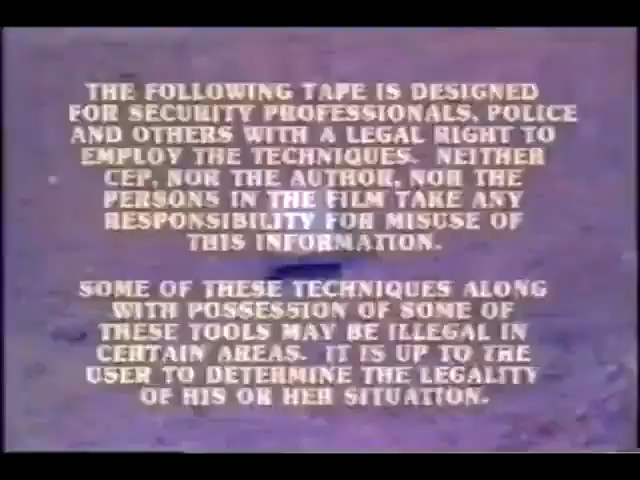 THE FOLLOWING TAPE IS DESIGNED
FOR SECURITY PROFESSIONALS, POLICE
AND OTHERS WITH A LEGAL RIGHT TO
EMPLOY THE TECHNIQUES. NEITHER
CEP, NOR THE AUTHOR, NOR THE
PERSONS IN THE FILM TAKE ANY
RESPONSIBILITY FOR MISUSE OF
THIS INFORMATION.
SOME OF THESE TECHNIQUES ALONG
WITH POSSESSION OF SOME OF
THESE TOOLS MAY BE ILLEGAL IN
CERTAIN AREAS. IT IS UP TO THE
USER TO DETERMINE THE LEGALITY
OF HIS OR HER SITUATION.